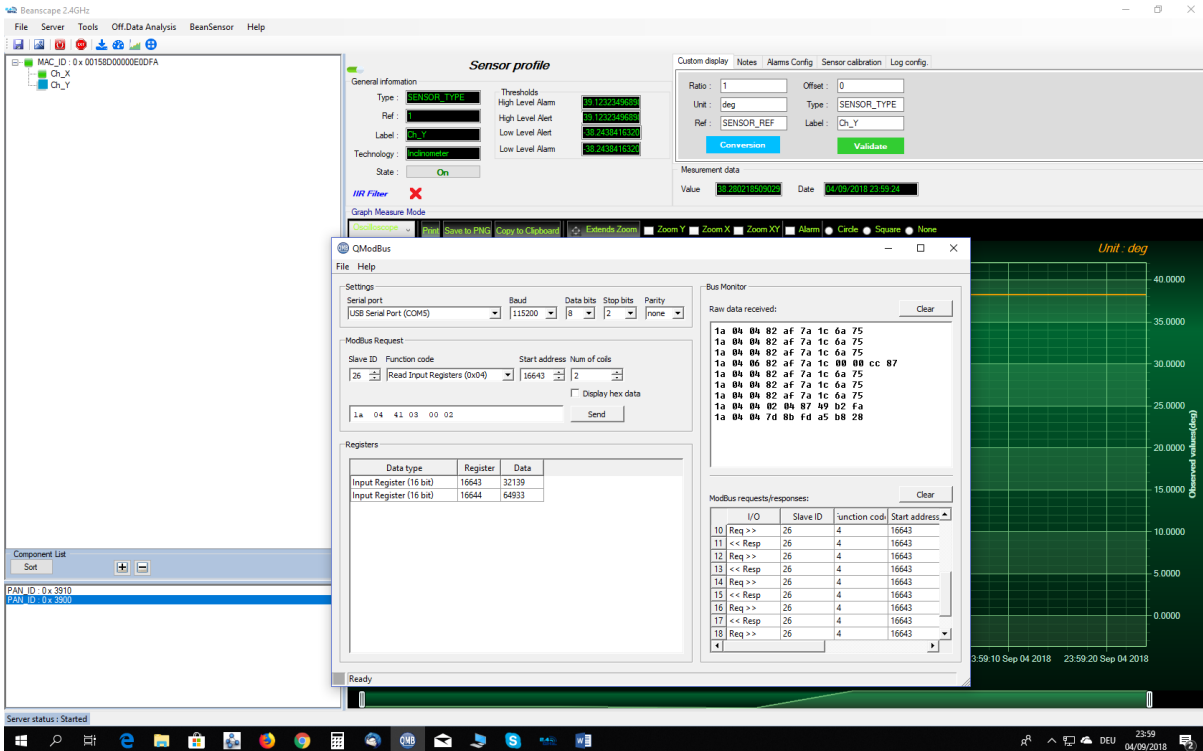 Beanscape 2.4GHz
File Server Tools Off.Data Analysis BeanSensor Help
MAC_ID : 0 x 00158D00000E0DFA
Ch_X
Ch_Y
Component List
Sort
PAN_ID : 0 x 3910
PAN_ID : 0 x 3900
Server status : Started
Sensor profile
General information
Type : SENSOR_TYPE
Ref : 1
Label : Ch_Y
Technology : Inclinometer
State : On
Thresholds
High Level Alarm 39.1232349689
High Level Alert 39.1232349689
Low Level Alert -38.2438416320
Low Level Alarm -38.2438416320
IIR Filter
Custom display Notes Alarms Config Sensor calibration Log config.
Ratio : 1 Offset : 0
Unit : deg Type : SENSOR_TYPE
Ref : SENSOR_REF Label : Ch_Y
Conversion Validate
Mesurement data
Value 38.280218509029 Date 04/09/2018 23:59:24
Graph Measure Mode
Print Save to PNG Copy to Clipboard Extends Zoom Zoom Y Zoom X Zoom XY Alarm Circle Square None
Unit : deg
40.0000
35.0000
30.0000
25.0000
20.0000
15.0000
10.0000
5.0000
0.0000
Observed values(deg)
3:59:10 Sep 04 2018 23:59:20 Sep 04 2018
QMB QModBus
File Help
Settings
Serial port Baud Data bits Stop bits Parity
USB Serial Port (COM5) 115200 8 2 none
ModBus Request
Slave ID Function code Start address Num of coils
26 Read Input Registers (0x04) 16643 2
Display hex data
1a 04 41 03 00 02 Send
Registers
Data type Register Data
Input Register (16 bit) 16643 32139
Input Register (16 bit) 16644 64933
Bus Monitor
Raw data received: Clear
1a 04 04 82 af 7a 1c 6a 75
1a 04 04 82 af 7a 1c 6a 75
1a 04 04 82 af 7a 1c 6a 75
1a 04 06 82 af 7a 1c 00 00 cc 87
1a 04 04 82 af 7a 1c 6a 75
1a 04 04 82 af 7a 1c 6a 75
1a 04 04 82 af 7a 1c 6a 75
1a 04 04 02 04 87 49 b2 fa
1a 04 04 7d 8b fd a5 b8 28
ModBus requests/responses: Clear
I/O Slave ID unction code Start address
10 Req >> 26 4 16643
11 << Resp 26 4 16643
12 Req >> 26 4 16643
13 << Resp 26 4 16643
14 Req >> 26 4 16643
15 << Resp 26 4 16643
16 Req >> 26 4 16643
17 << Resp 26 4 16643
18 Req >> 26 4 16643
Ready
QMB
DEU
23:59
04/09/2018